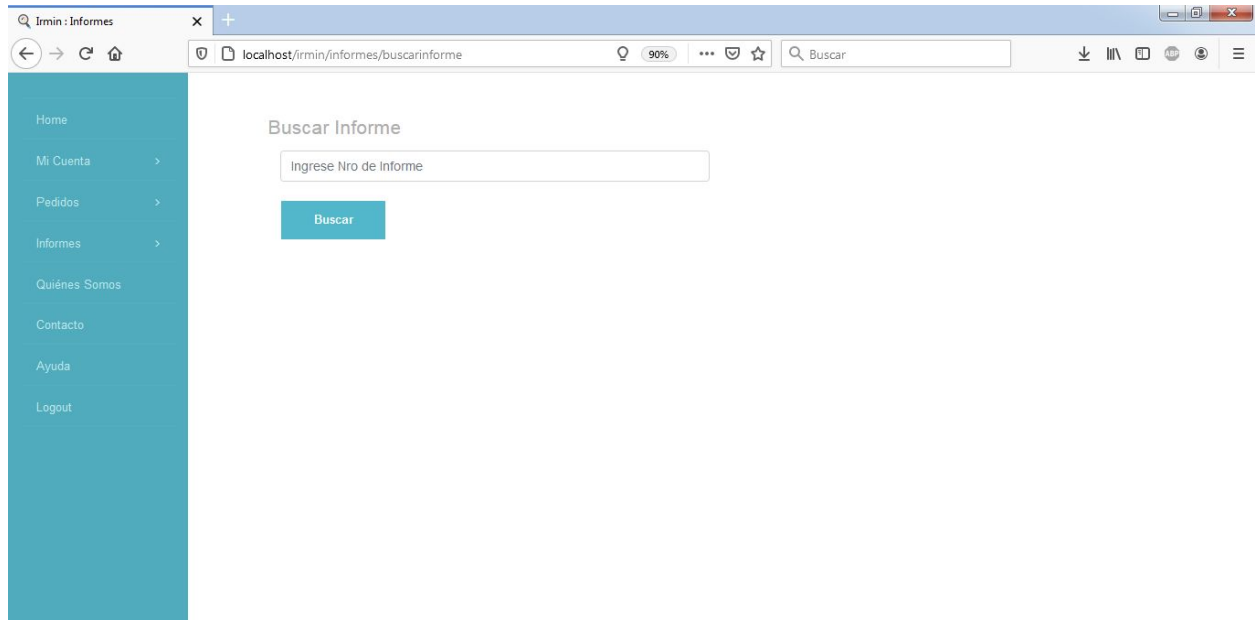 Irmin : Informes
localhost/irmin/informes/buscarinforme
90%
Buscar
ABP
Home
Mi Cuenta
Pedidos
Informes
Quiénes Somos
Contacto
Ayuda
Logout
Buscar Informe
Ingrese Nro de Informe
Buscar